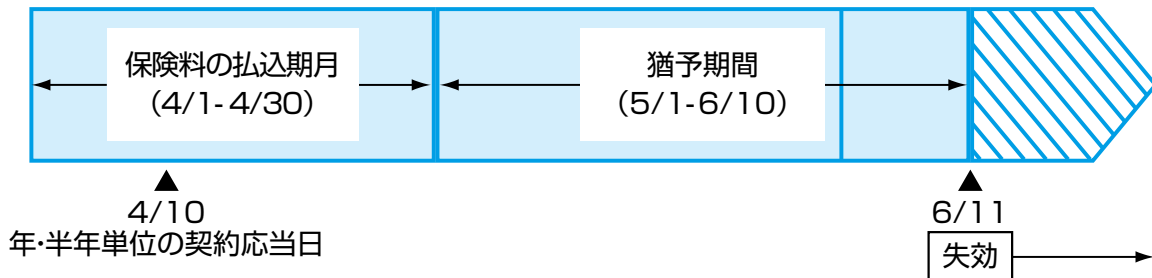 保険料の払込期月
（4/1-4/30）
猶予期間
（5/1-6/10）
4/10
年・半年単位の契約応当日
6/11
失効